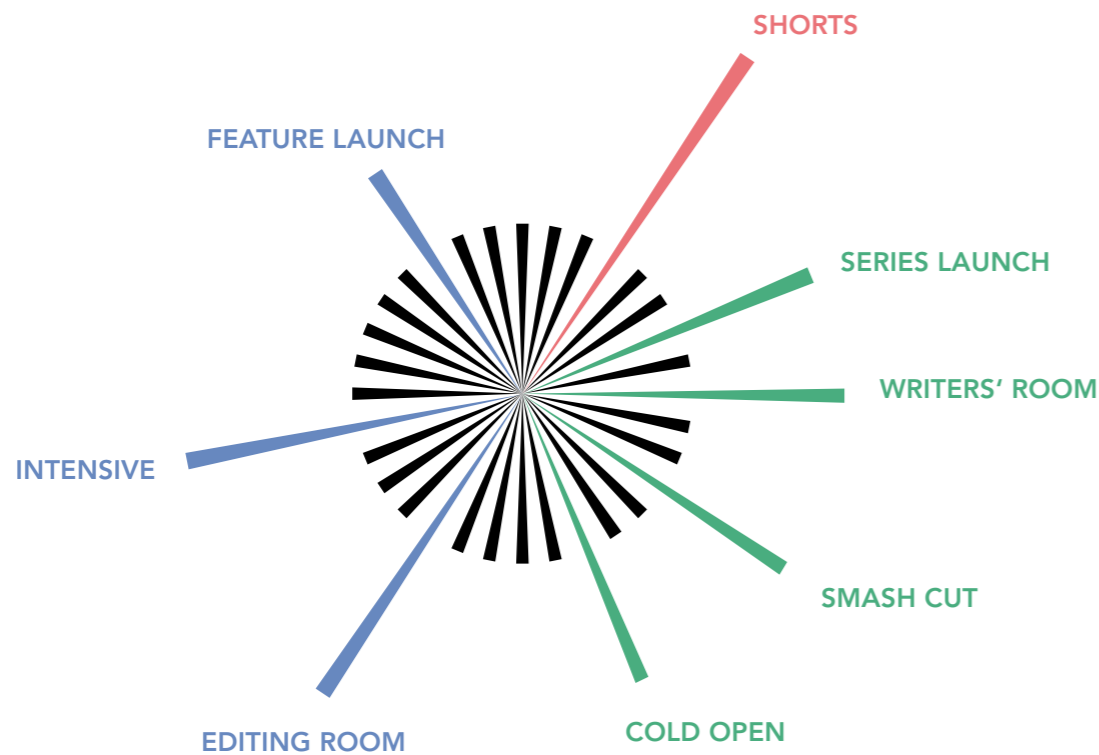 SHORTS
FEATURE LAUNCH
SERIES LAUNCH
WRITERS’ ROOM
INTENSIVE
SMASH CUT
COLD OPEN
EDITING ROOM